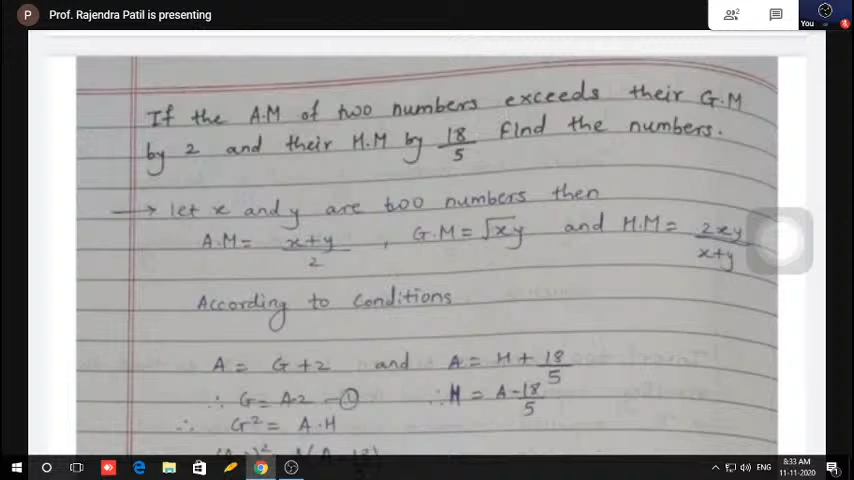 P Prof. Rajendra Patil is presenting
2
You
If the A.M of two numbers exceeds their G.M
by 2 and their H.M by 18/5 Find the numbers.
→ let x and y are two numbers then
A.M = x+y/2 , G.M = √xy and H.M = 2xy/x+y
According to conditions
A = G+2 and A = H + 18/5
∴ G = A-2 —① ∴ H = A-18/5
∴ G² = A.H
ENG
8:33 AM
11-11-2020